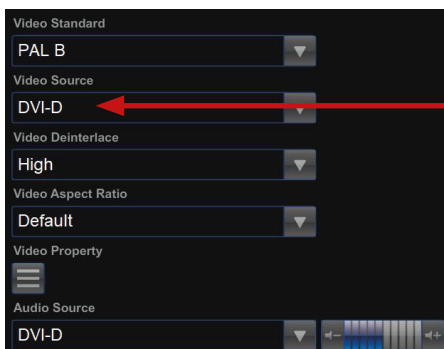 Video Standard
PAL B
Video Source
DVI-D
Video Deinterlace
High
Video Aspect Ratio
Default
Video Property
Audio Source
DVI-D